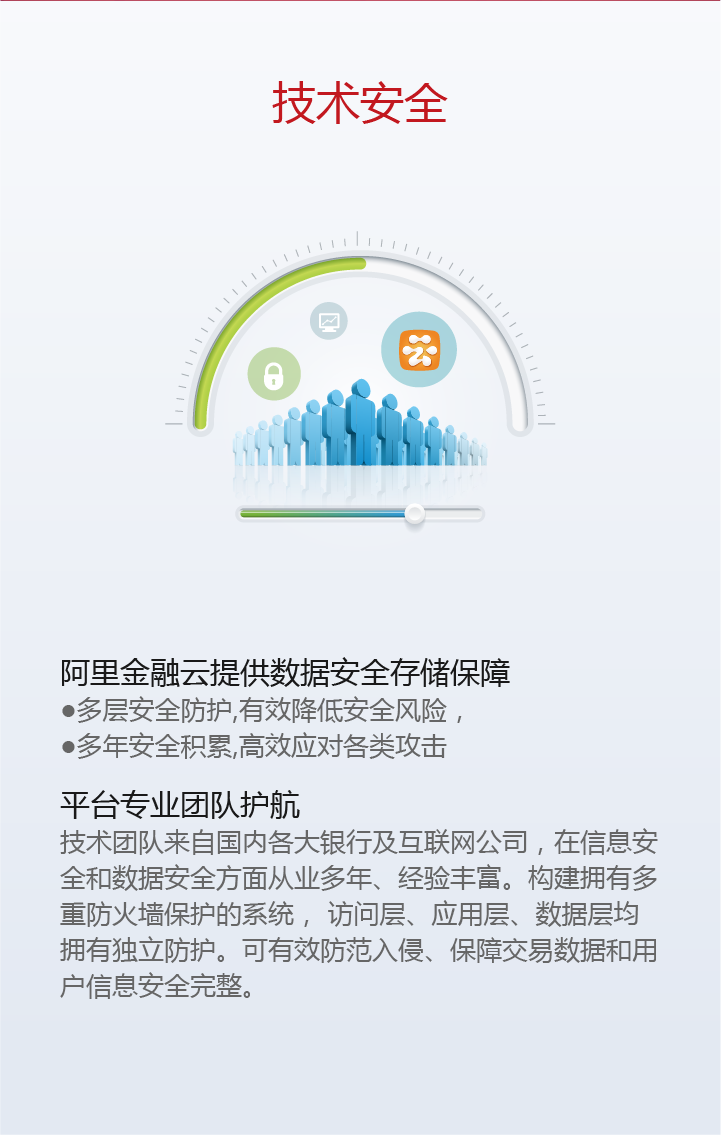 技术安全
阿里金融云提供数据安全存储保障
●多层安全防护,有效降低安全风险，
●多年安全积累,高效应对各类攻击
平台专业团队护航
技术团队来自国内各大银行及互联网公司，在信息安
全和数据安全方面从业多年、经验丰富。构建拥有多
重防火墙保护的系统， 访问层、应用层、数据层均
拥有独立防护。可有效防范入侵、保障交易数据和用
户信息安全完整。